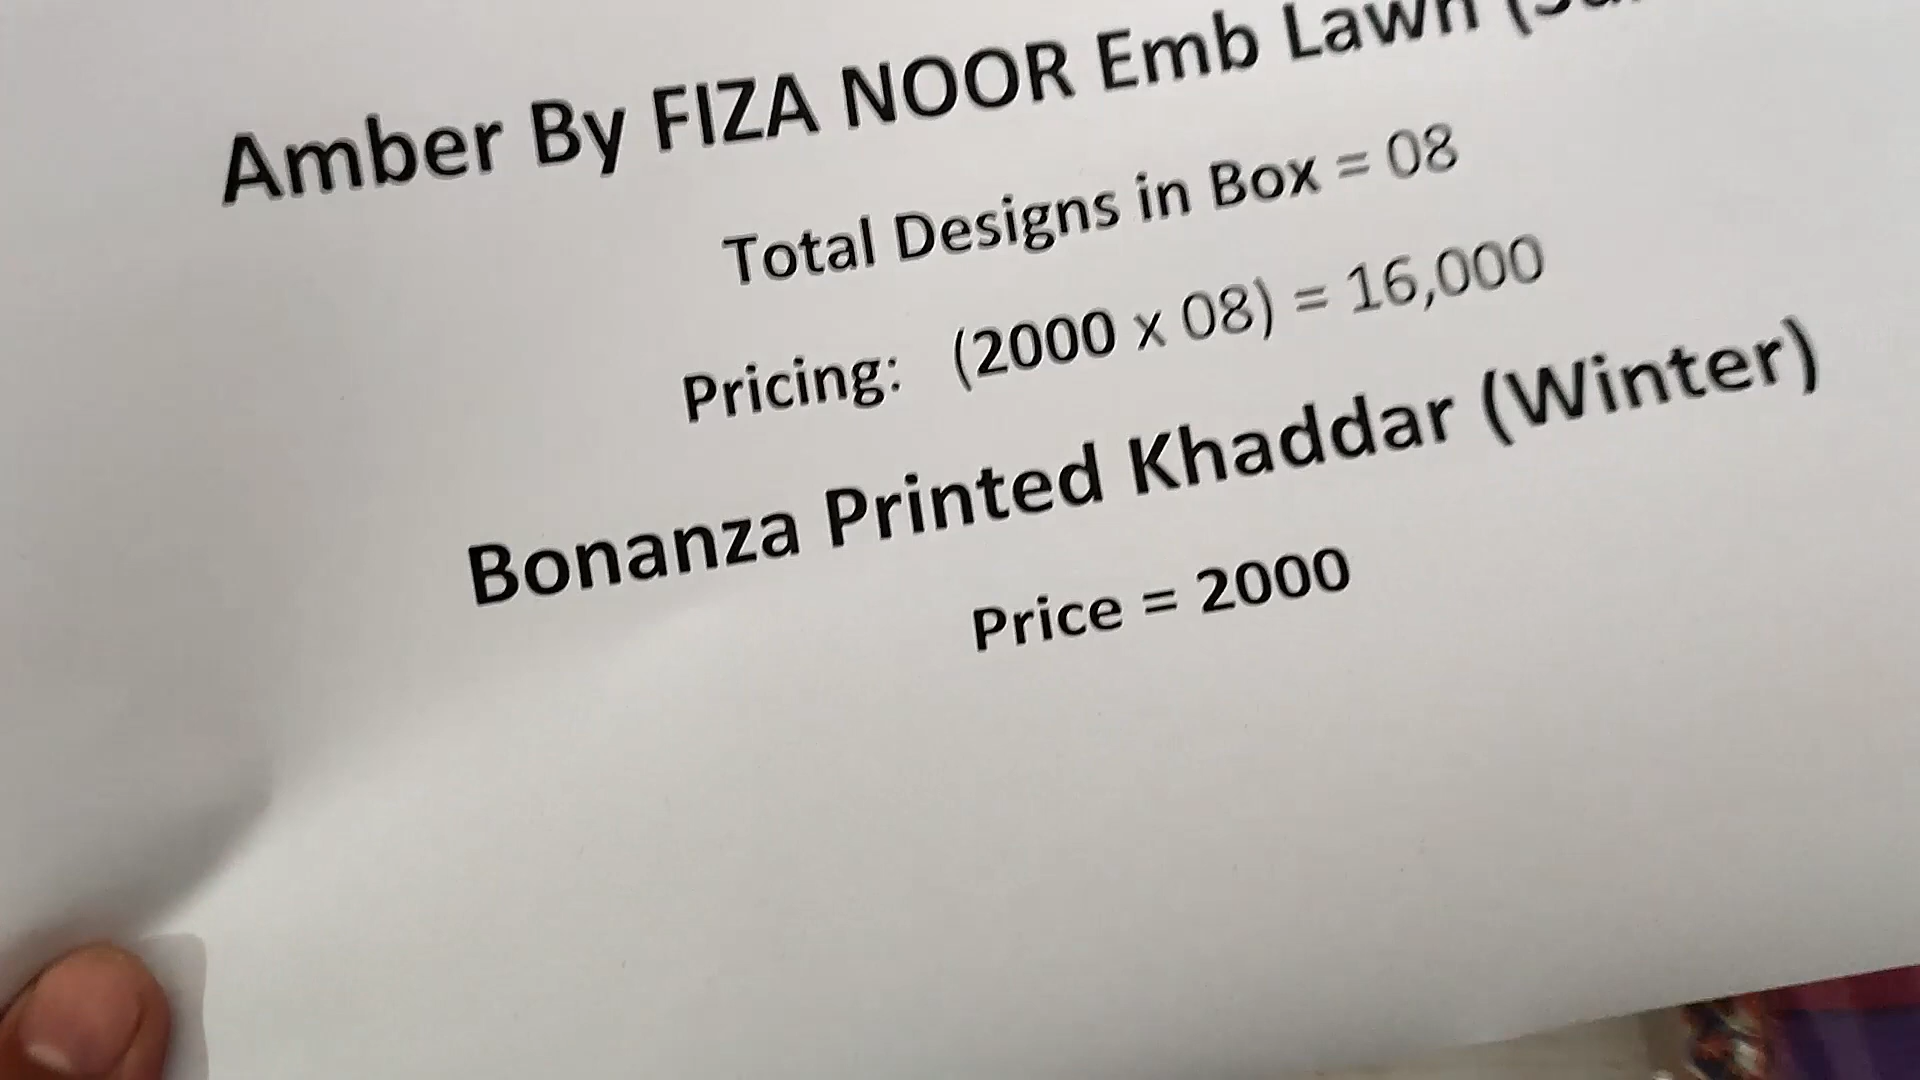 Amber By FIZA NOOR Emb Lawn
Total Designs in Box = 08
Pricing: (2000 x 08) = 16,000
Bonanza Printed Khaddar (Winter)
Price = 2000